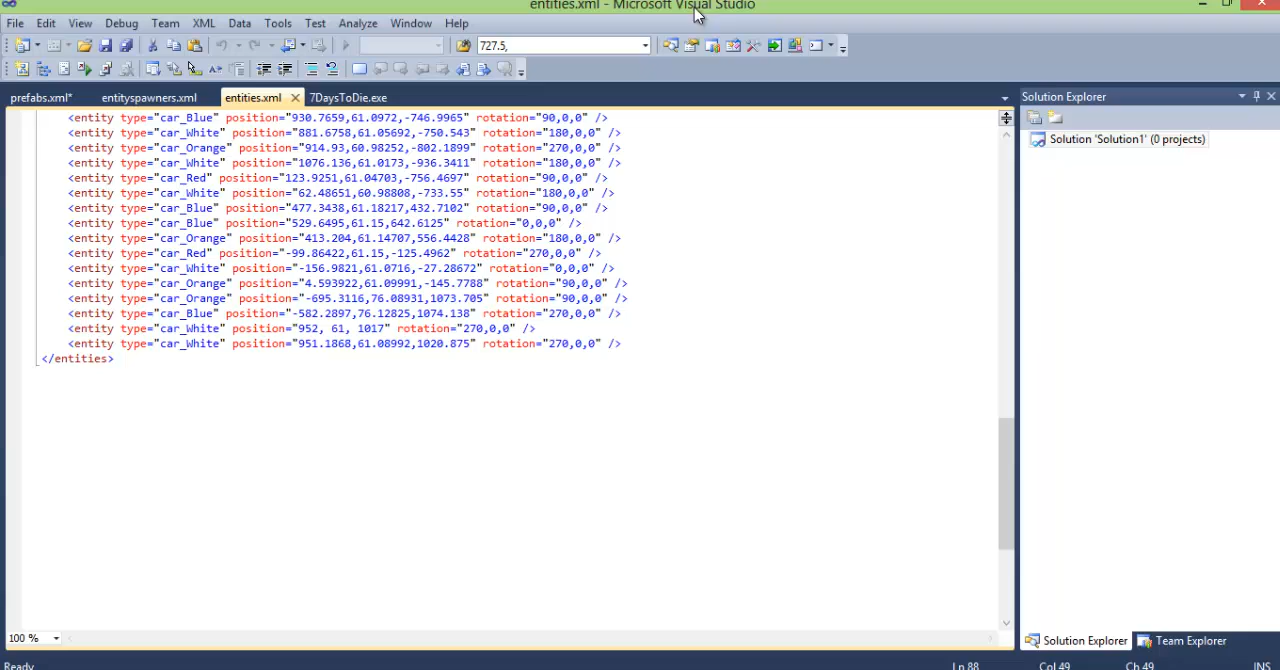 entities.xml - Microsoft Visual Studio
File Edit View Debug Team XML Data Tools Test Analyze Window Help
727.5,
prefabs.xml* entityspawners.xml entities.xml 7DaysToDie.exe
Solution Explorer
<entity type="car_Blue" position="930.7659,61.0972,-746.9965" rotation="90,0,0" />
<entity type="car_White" position="881.6758,61.05692,-750.543" rotation="180,0,0" />
<entity type="car_Orange" position="914.93,60.98252,-802.1899" rotation="270,0,0" />
<entity type="car_White" position="1076.136,61.0173,-936.3411" rotation="180,0,0" />
<entity type="car_Red" position="123.9251,61.04703,-756.4697" rotation="90,0,0" />
<entity type="car_White" position="62.48651,60.98808,-733.55" rotation="180,0,0" />
<entity type="car_Blue" position="477.3438,61.18217,432.7102" rotation="90,0,0" />
<entity type="car_Blue" position="529.6495,61.15,642.6125" rotation="0,0,0" />
<entity type="car_Orange" position="413.204,61.14707,556.4428" rotation="180,0,0" />
<entity type="car_Red" position="-99.86422,61.15,-125.4962" rotation="270,0,0" />
<entity type="car_White" position="-156.9821,61.0716,-27.28672" rotation="0,0,0" />
<entity type="car_Orange" position="4.593922,61.09991,-145.7788" rotation="90,0,0" />
<entity type="car_Orange" position="-695.3116,76.08931,1073.705" rotation="90,0,0" />
<entity type="car_Blue" position="-582.2897,76.12825,1074.138" rotation="270,0,0" />
<entity type="car_White" position="952, 61, 1017" rotation="270,0,0" />
<entity type="car_White" position="951.1868,61.08992,1020.875" rotation="270,0,0" />
</entities>
Solution 'Solution1' (0 projects)
100 %
Solution Explorer Team Explorer
Ready Ln 88 Col 49 Ch 49 INS